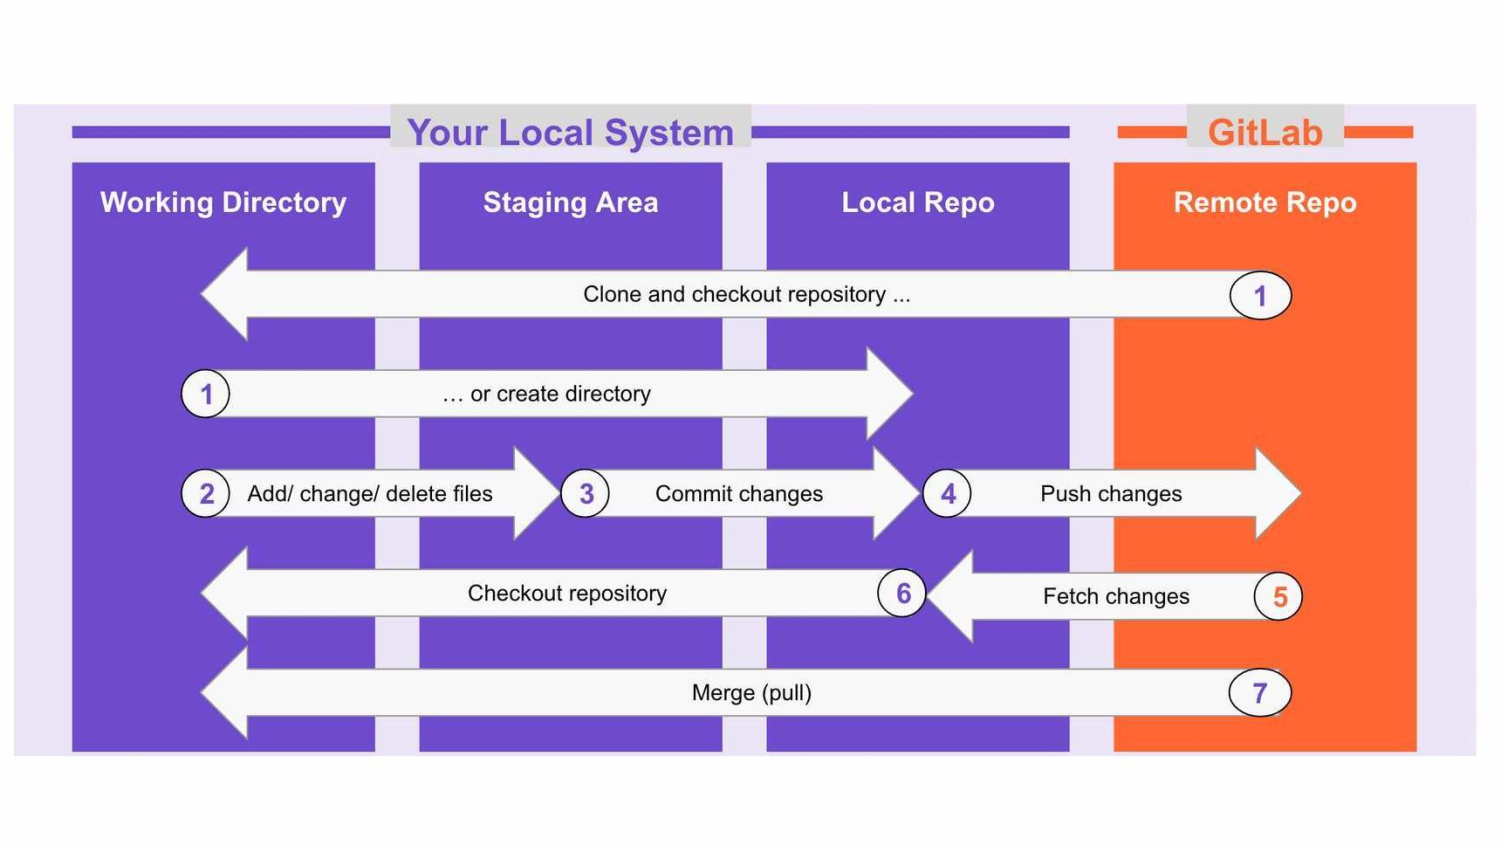 Your Local System
GitLab
Working Directory
Staging Area
Local Repo
Remote Repo
Clone and checkout repository ...
1
1
… or create directory
2
Add/ change/ delete files
3
Commit changes
4
Push changes
Checkout repository
6
Fetch changes
5
Merge (pull)
7